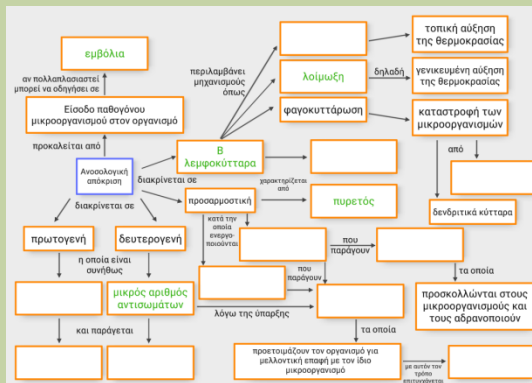 εμβόλια
αν πολλαπλασιαστεί
μπορεί να οδηγήσει σε
Είσοδο παθογόνου
μικροοργανισμού στον οργανισμό
προκαλείται από
Ανοσολογική
απόκριση
διακρίνεται σε
διακρίνεται σε
πρωτογενή
δευτερογενή
η οποία είναι
συνήθως
μικρός αριθμός
αντισωμάτων
και παράγεται
περιλαμβάνει
μηχανισμούς
όπως
τοπική αύξηση
της θερμοκρασίας
λοίμωξη
δηλαδή
γενικευμένη αύξηση
της θερμοκρασίας
φαγοκυττάρωση
καταστροφή των
μικροοργανισμών
από
δενδριτικά κύτταρα
Β
λεμφοκύτταρα
προσαρμοστική
χαρακτηρίζεται
από
πυρετός
κατά την
οποία
ενεργο-
ποιούνται
που
παράγουν
που
παράγουν
τα οποία
προσκολλώνται στους
μικροοργανισμούς και
τους αδρανοποιούν
λόγω της ύπαρξης
τα οποία
προετοιμάζουν τον οργανισμό για
μελλοντική επαφή με τον ίδιο
μικροοργανισμό
με αυτόν τον
τρόπο
επιτυγχάνεται